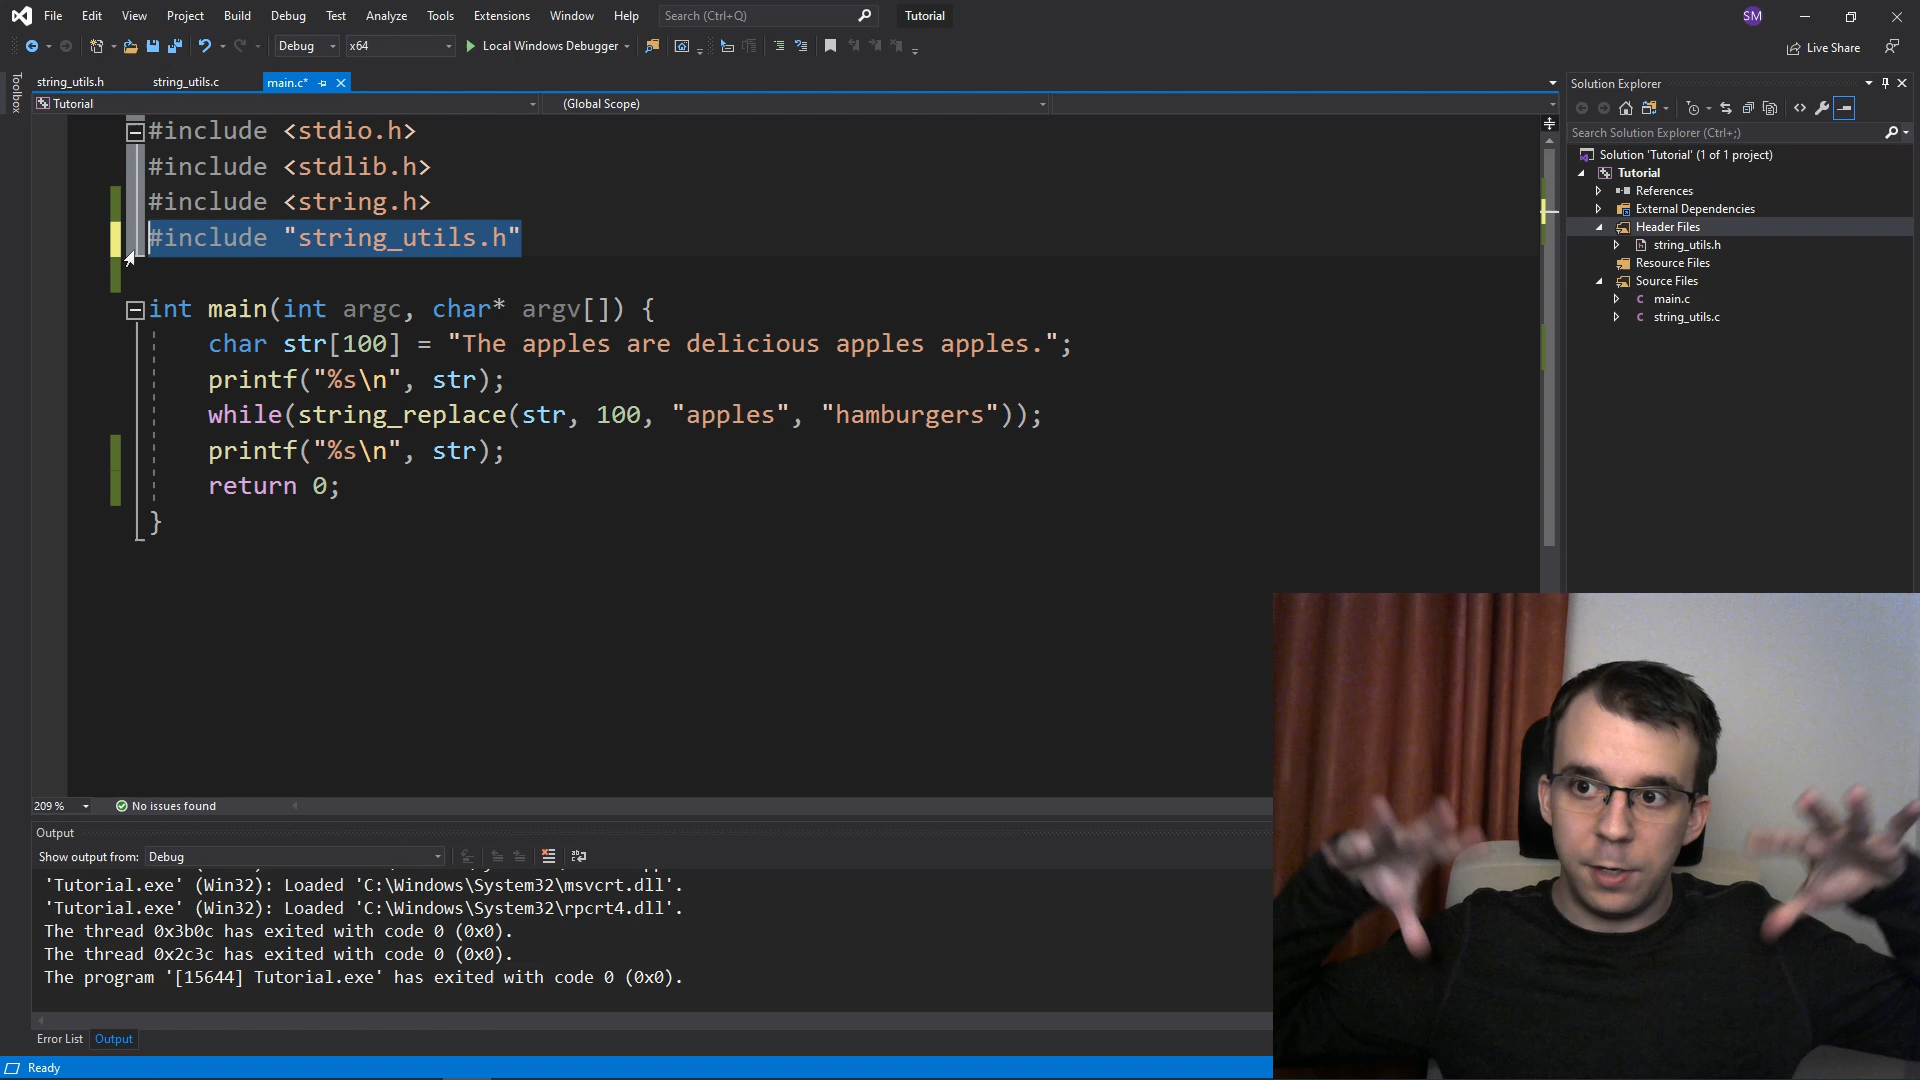 File Edit View Project Build Debug Test Analyze Tools Extensions Window Help Search (Ctrl+Q) Tutorial SM
Debug x64 Local Windows Debugger Live Share
Toolbox
string_utils.h string_utils.c main.c*
Tutorial (Global Scope)
#include <stdio.h>
#include <stdlib.h>
#include <string.h>
#include "string_utils.h"
int main(int argc, char* argv[]) {
char str[100] = "The apples are delicious apples apples.";
printf("%s\n", str);
while(string_replace(str, 100, "apples", "hamburgers"));
printf("%s\n", str);
return 0;
}
209 % No issues found
Output
Show output from: Debug
'Tutorial.exe' (Win32): Loaded 'C:\Windows\System32\msvcrt.dll'.
'Tutorial.exe' (Win32): Loaded 'C:\Windows\System32\rpcrt4.dll'.
The thread 0x3b0c has exited with code 0 (0x0).
The thread 0x2c3c has exited with code 0 (0x0).
The program '[15644] Tutorial.exe' has exited with code 0 (0x0).
Error List Output
Ready
Solution Explorer
Search Solution Explorer (Ctrl+;)
Solution 'Tutorial' (1 of 1 project)
Tutorial
References
External Dependencies
Header Files
string_utils.h
Resource Files
Source Files
main.c
string_utils.c